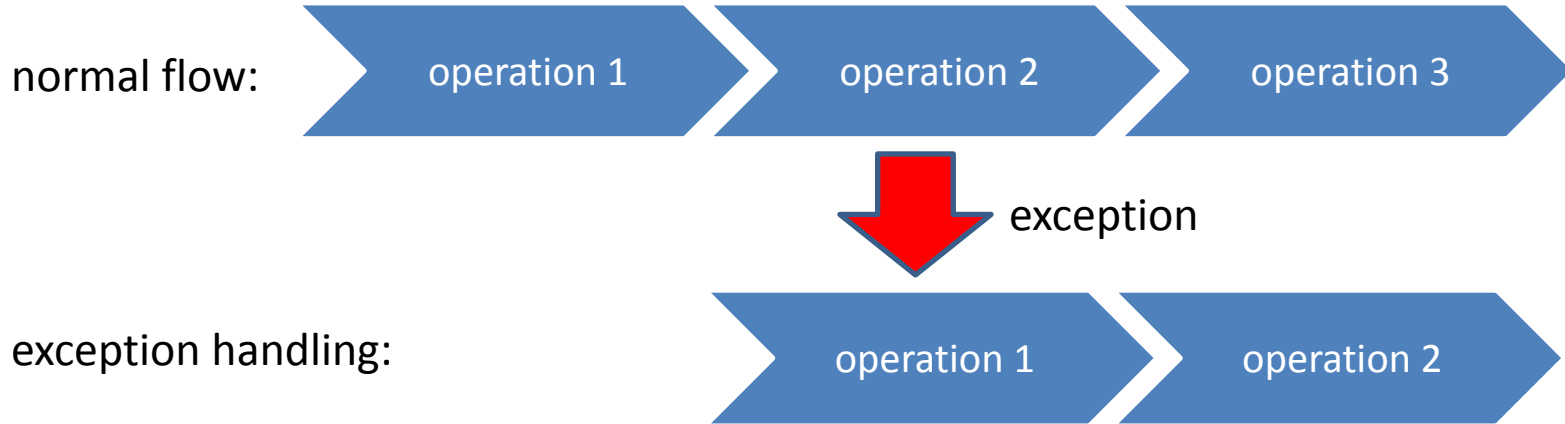 normal flow:
operation 1
operation 2
operation 3
exception
exception handling:
operation 1
operation 2